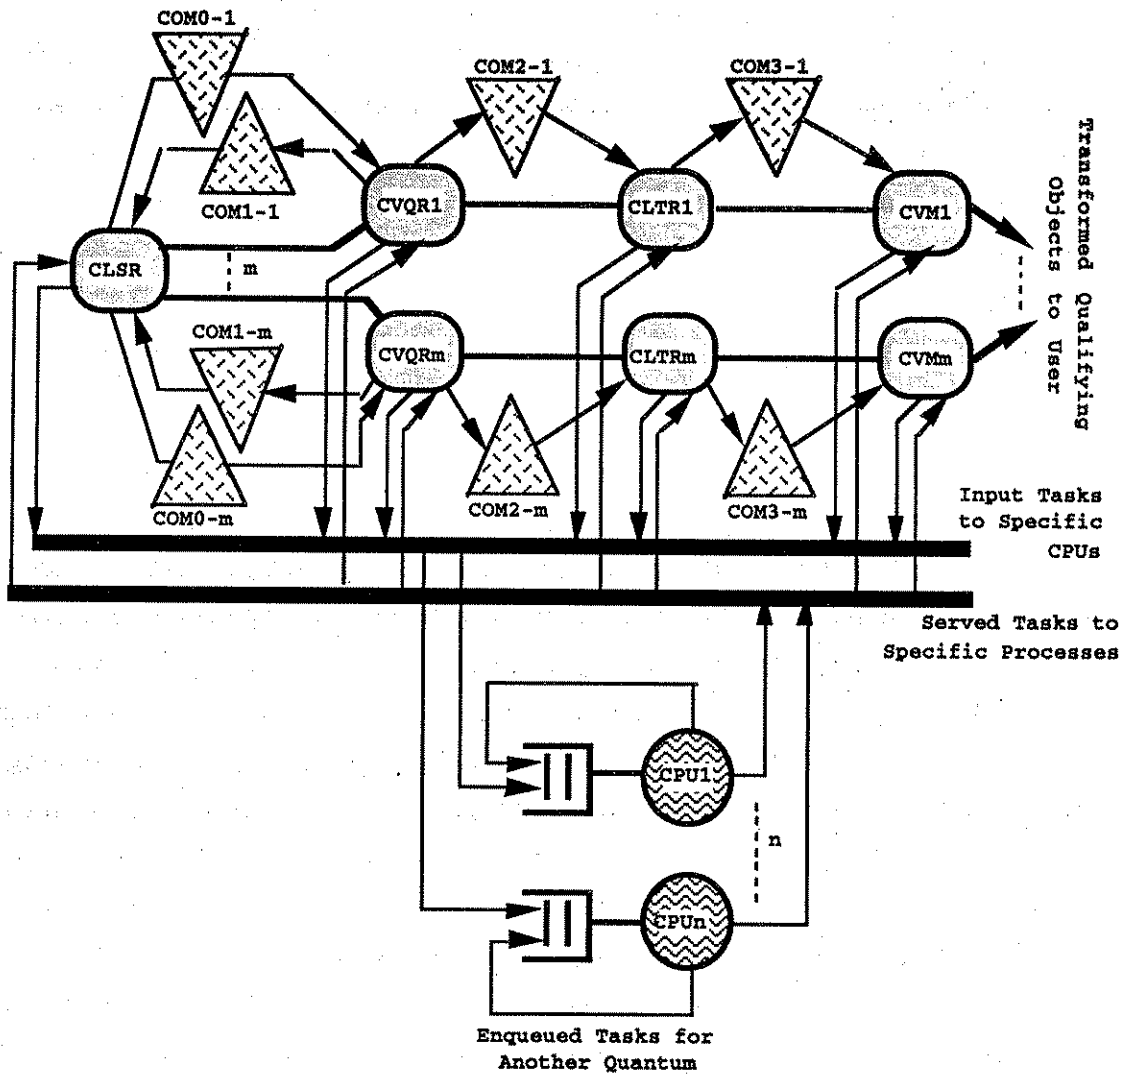 COM0-1
COM2-1
COM3-1
COM1-1
CVQR1
CLTR1
CVM1
CLSR
m
Transformed Qualifying
Objects to User
COM1-m
CVQRm
CLTRm
CVMm
COM0-m
COM2-m
COM3-m
Input Tasks
to Specific
CPUs
Served Tasks to
Specific Processes
CPU1
n
CPUn
Enqueued Tasks for
Another Quantum